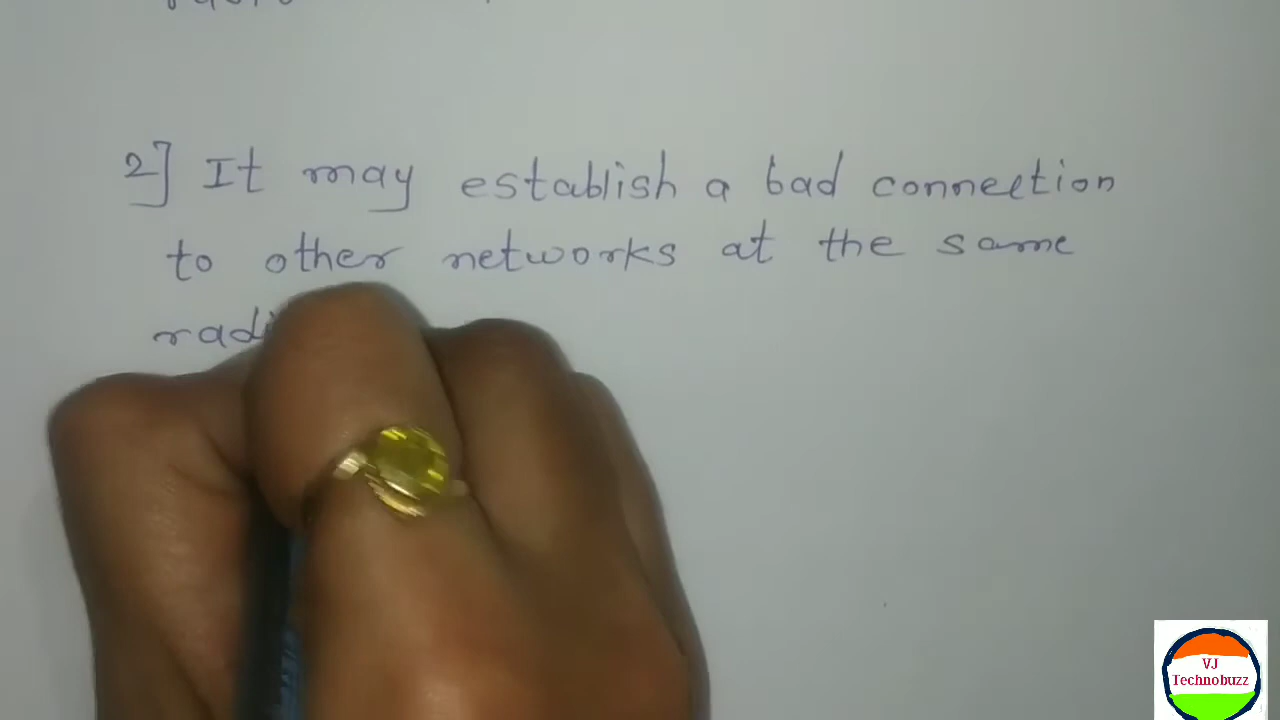 2] It may establish a bad connection
to other networks at the same
VJ
Technobuzz